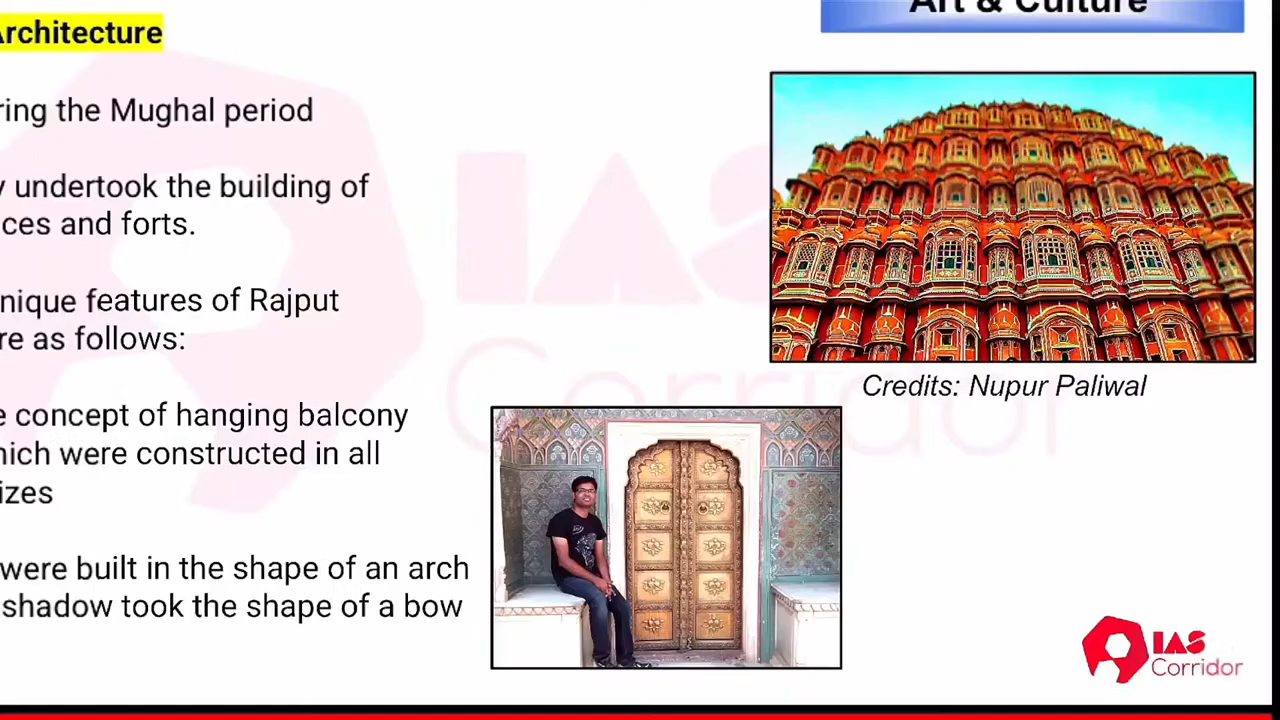 Art & Culture
Architecture
ring the Mughal period
y undertook the building of
ces and forts.
nique features of Rajput
re as follows:
e concept of hanging balcony
hich were constructed in all
izes
were built in the shape of an arch
shadow took the shape of a bow
Credits: Nupur Paliwal
IAS
Corridor
IAS
Corridor